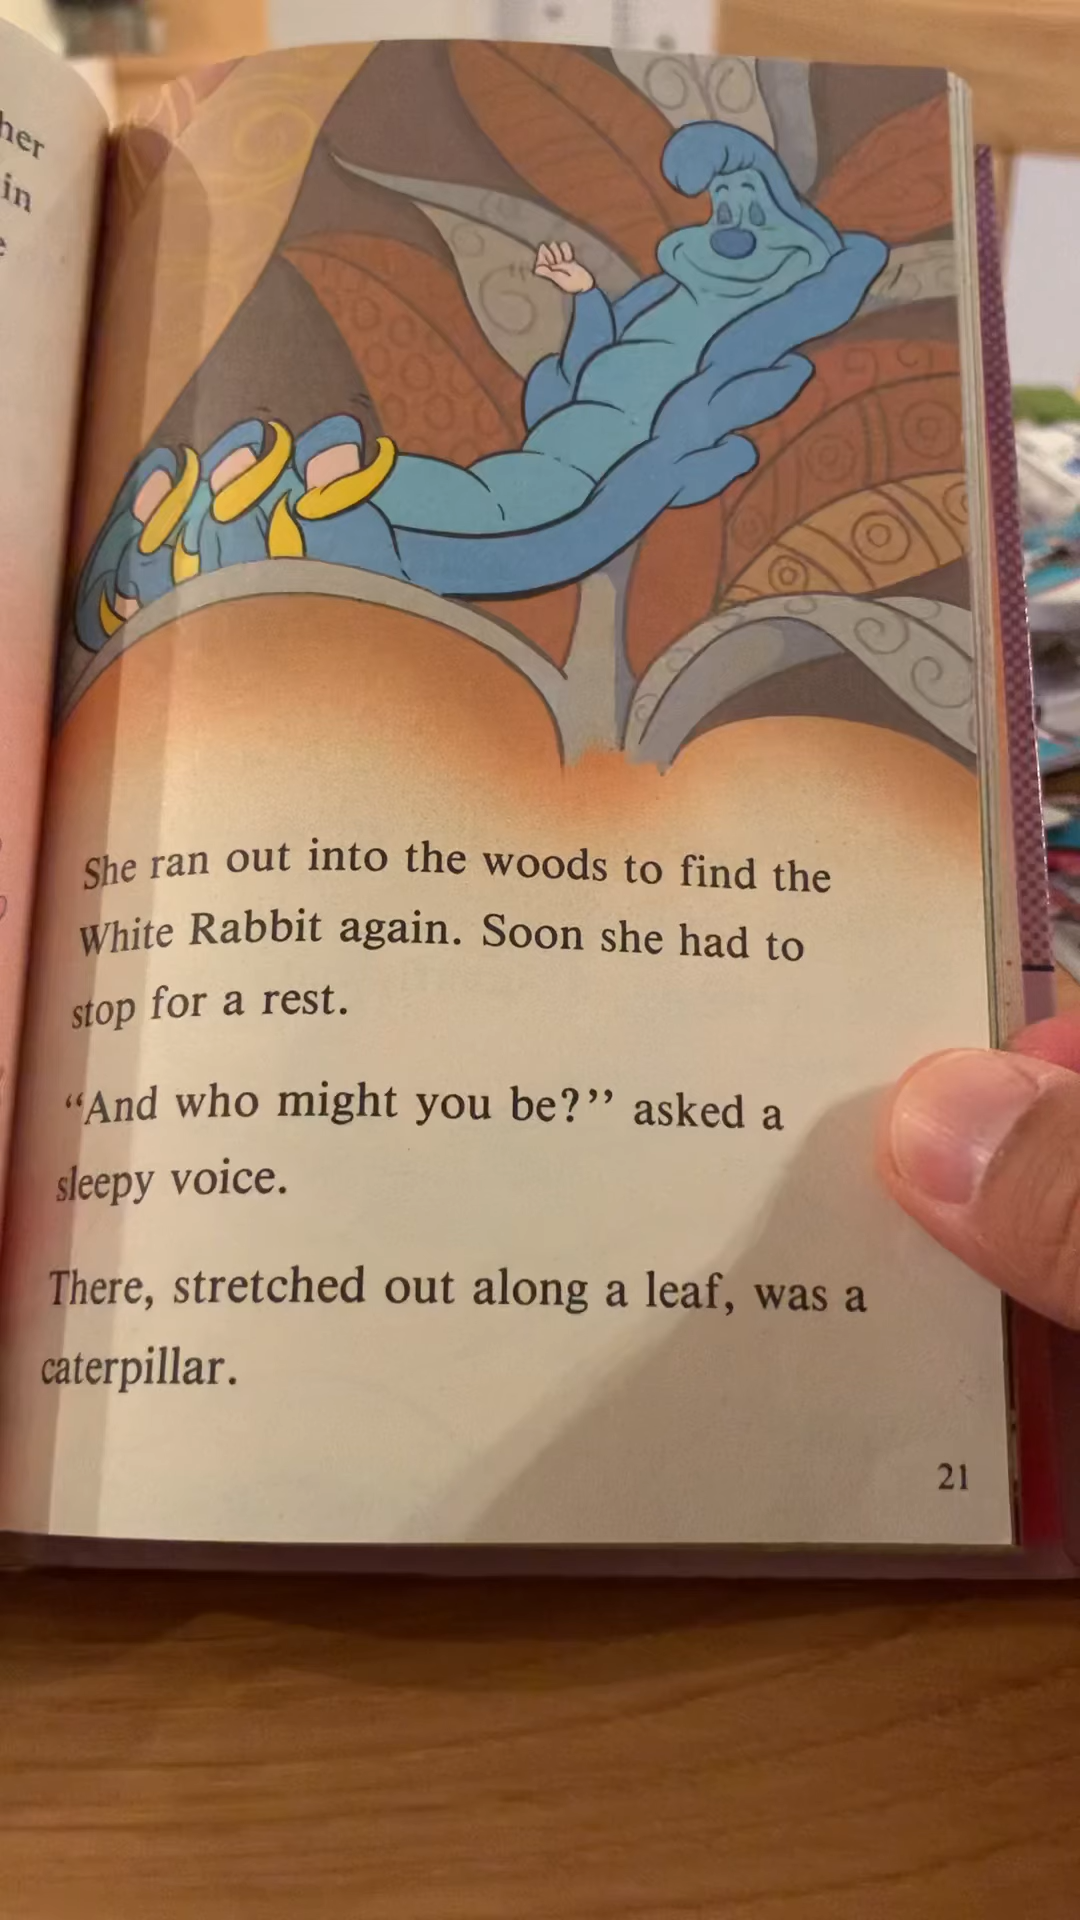 her
in
e
She ran out into the woods to find the
White Rabbit again. Soon she had to
stop for a rest.
“And who might you be?” asked a
sleepy voice.
There, stretched out along a leaf, was a
caterpillar.
21